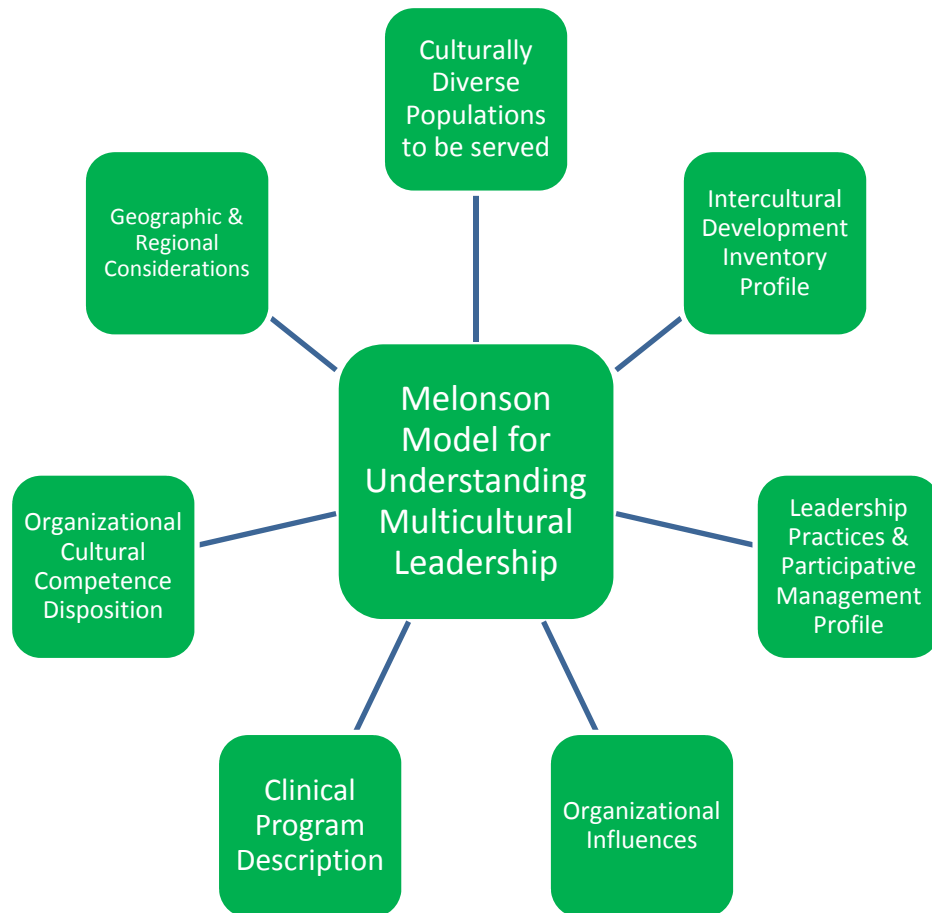 Culturally
Diverse
Populations
to be served
Geographic &
Regional
Considerations
Intercultural
Development
Inventory
Profile
Melonson
Model for
Understanding
Multicultural
Leadership
Organizational
Cultural
Competence
Disposition
Leadership
Practices &
Participative
Management
Profile
Clinical
Program
Description
Organizational
Influences